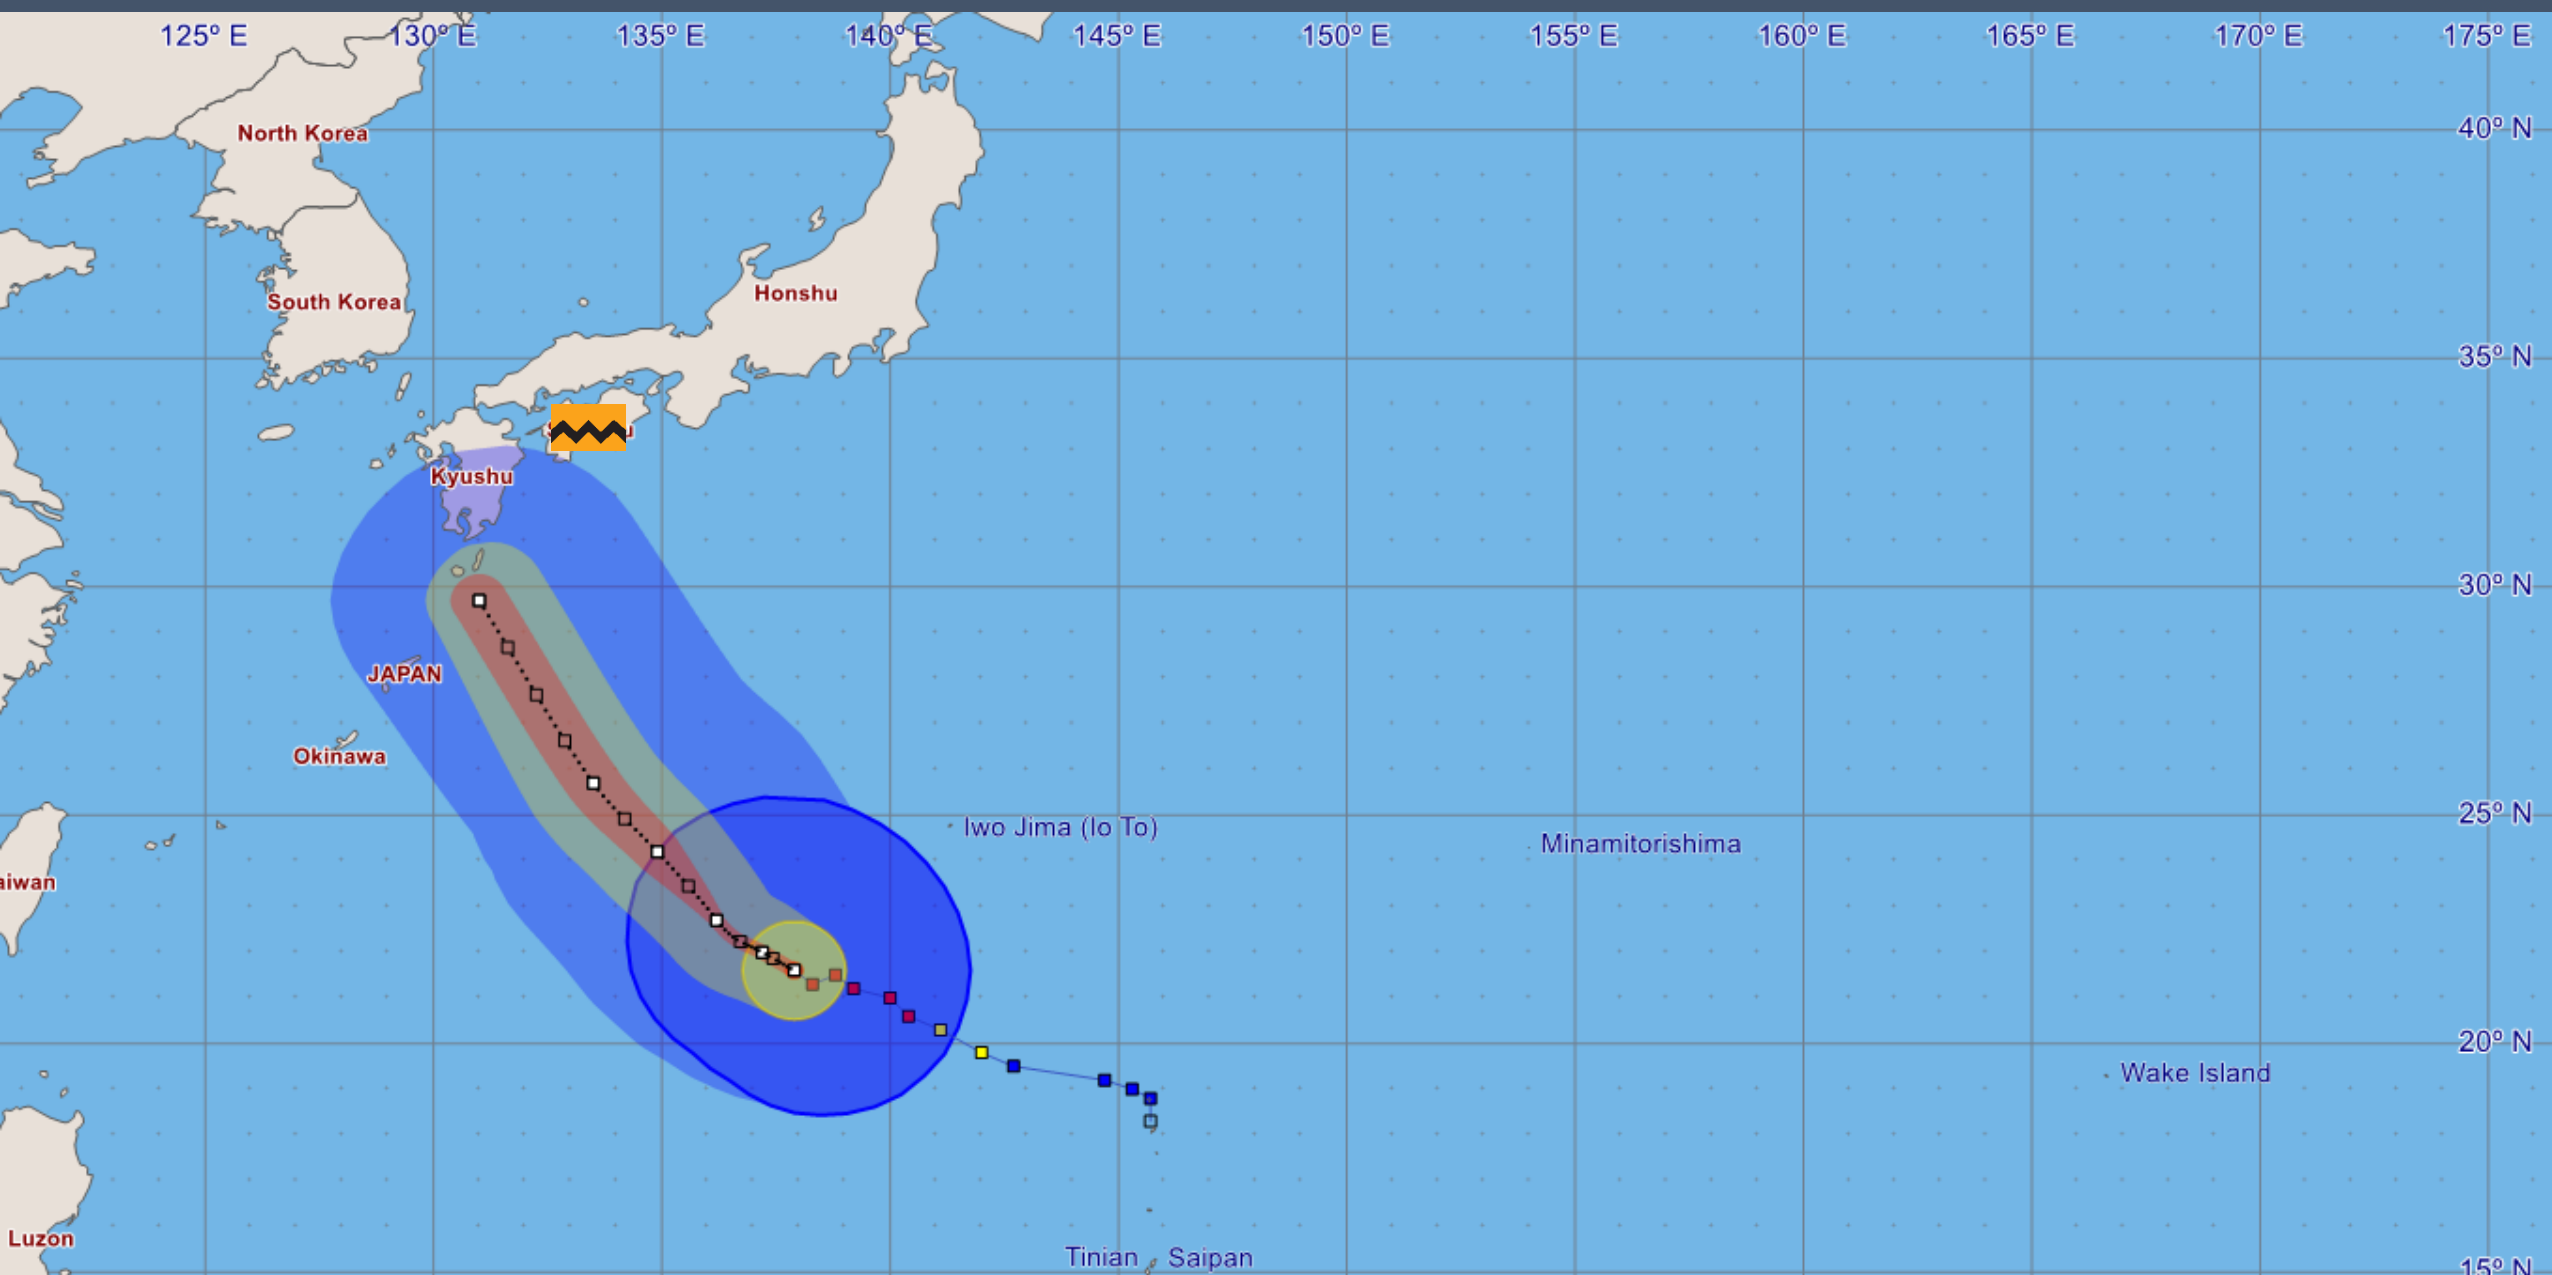 125° E 130° E 135° E 140° E 145° E 150° E 155° E 160° E 165° E 170° E 175° E
40° N
North Korea
Honshu
South Korea
35° N
Kyushu
30° N
JAPAN
Okinawa
25° N
Iwo Jima (Io To)
Minamitorishima
aiwan
20° N
Wake Island
Luzon
Tinian
Saipan
15° N